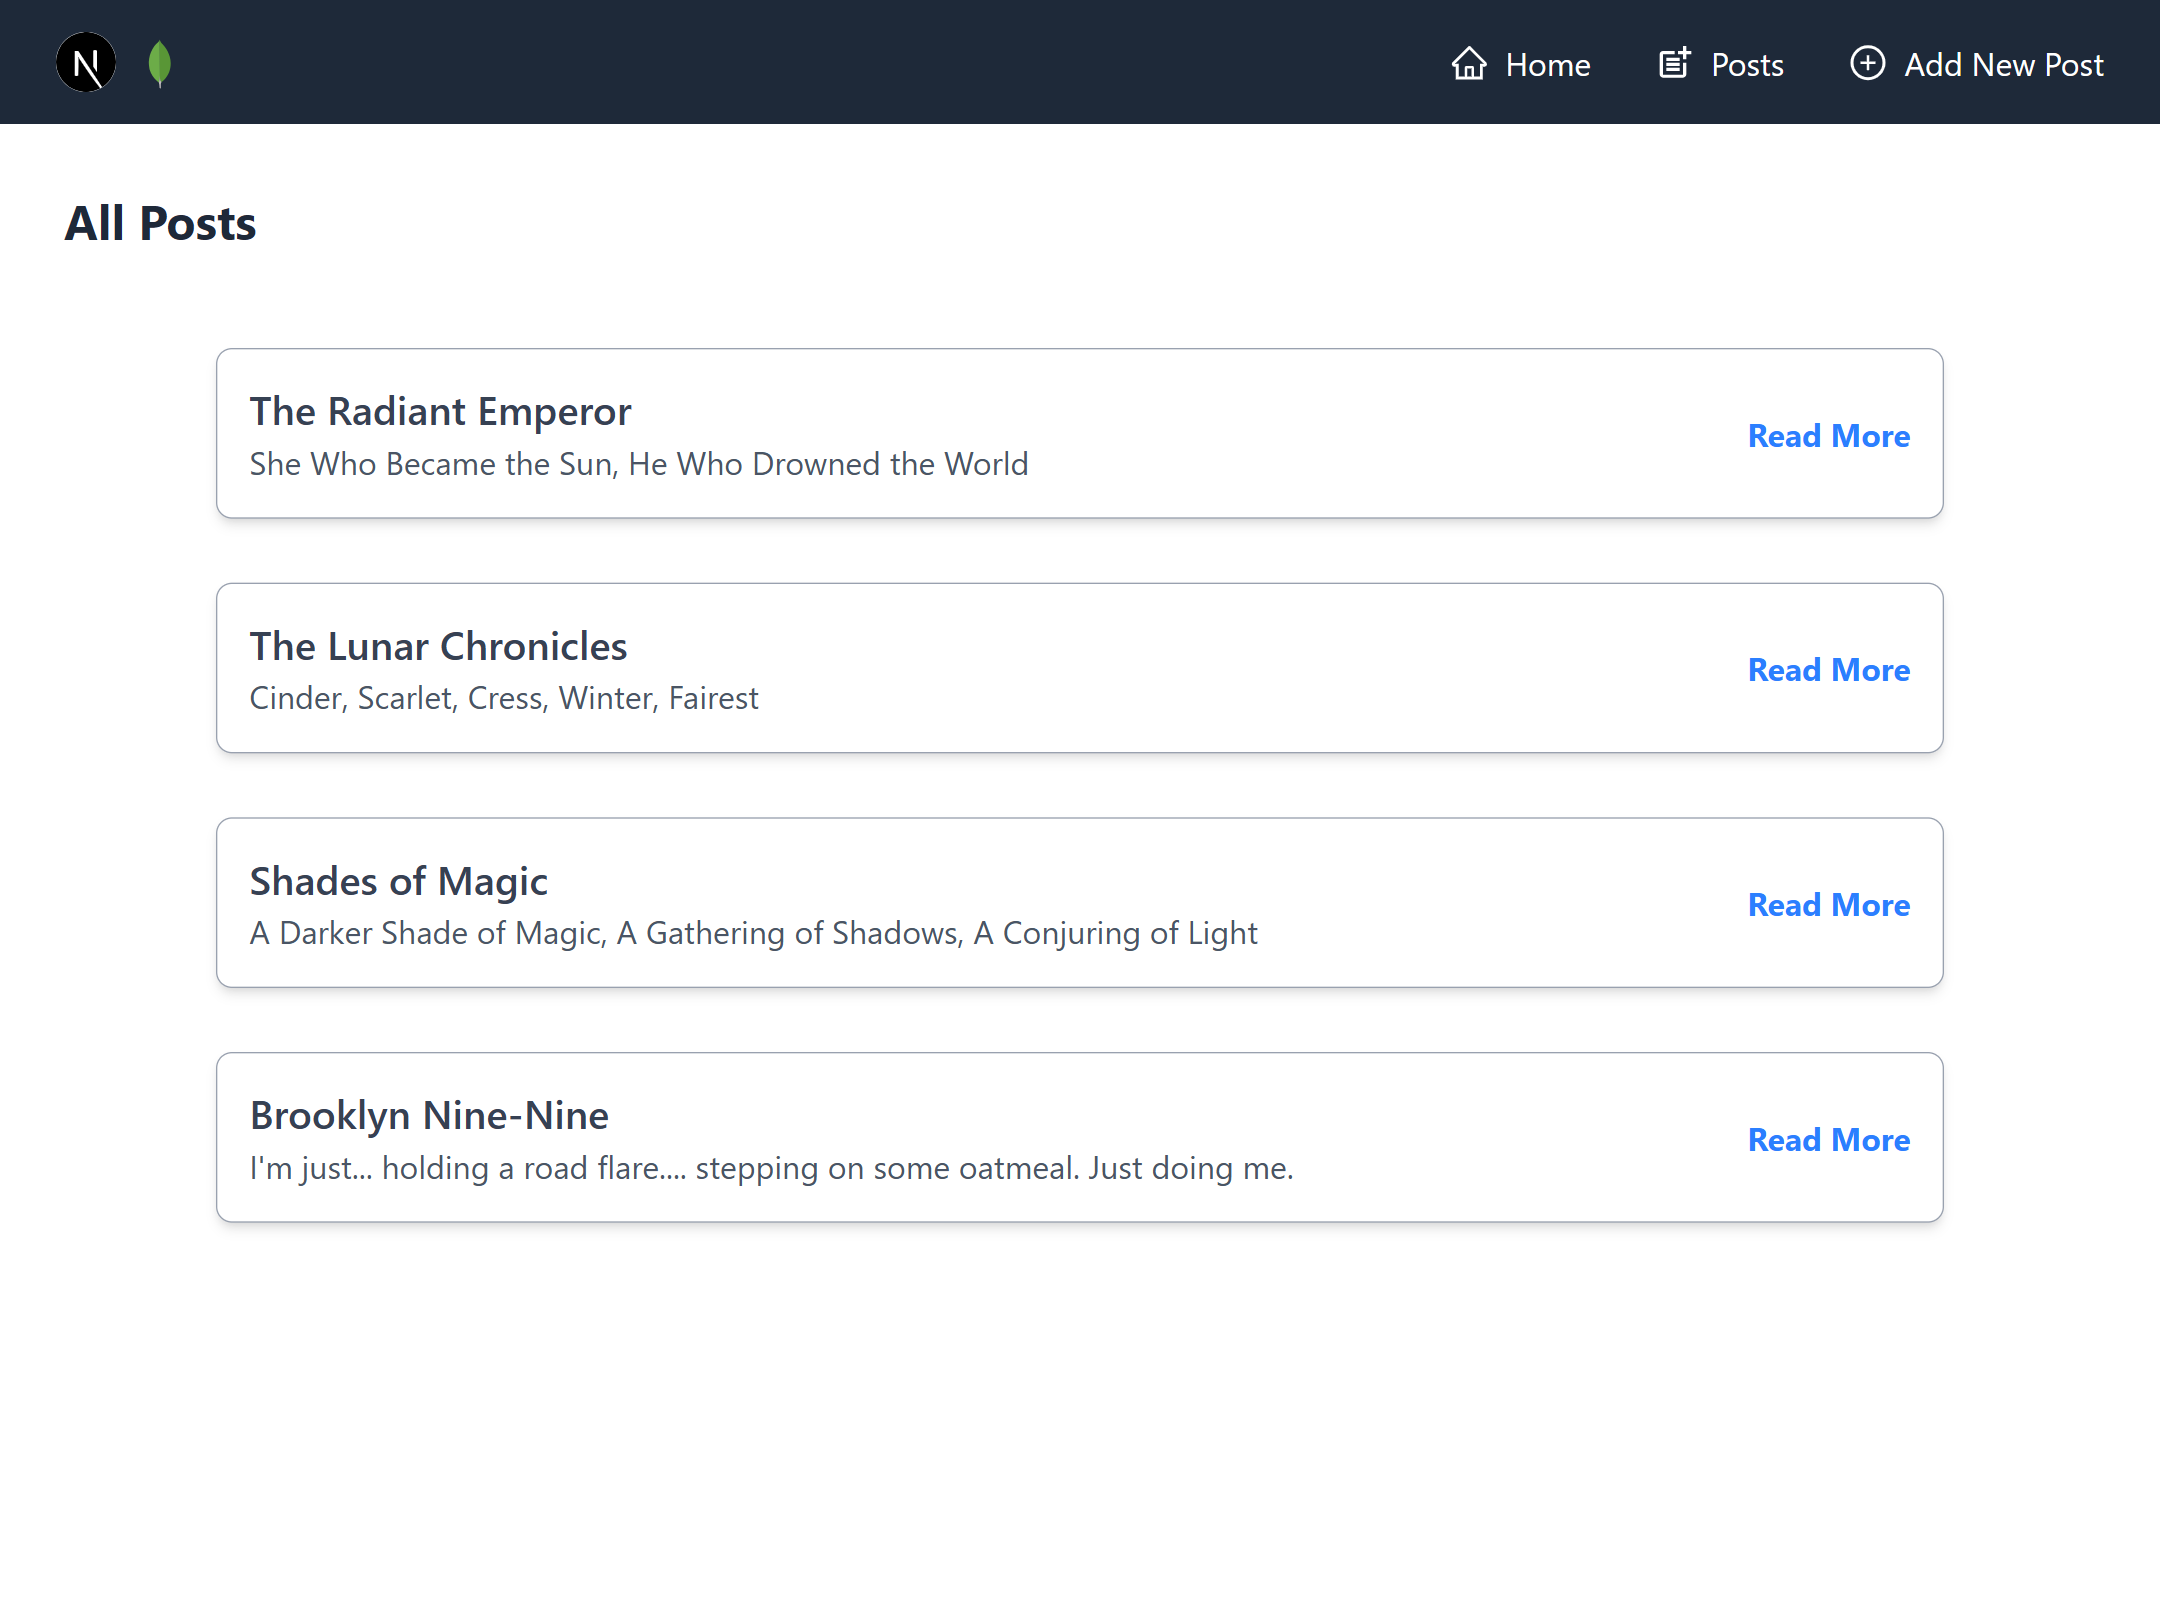 N
Home
Posts
Add New Post
All Posts
The Radiant Emperor
She Who Became the Sun, He Who Drowned the World
Read More
The Lunar Chronicles
Cinder, Scarlet, Cress, Winter, Fairest
Read More
Shades of Magic
A Darker Shade of Magic, A Gathering of Shadows, A Conjuring of Light
Read More
Brooklyn Nine-Nine
I'm just... holding a road flare.... stepping on some oatmeal. Just doing me.
Read More